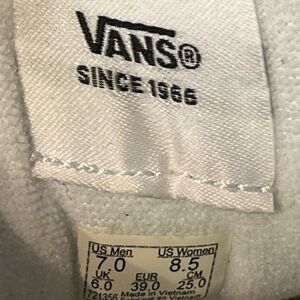 VANS®
SINCE 1966
US Men US Women
7.0 8.5
UK EUR CM
6.0 39.0 25.0
721356 Made in Vietnam